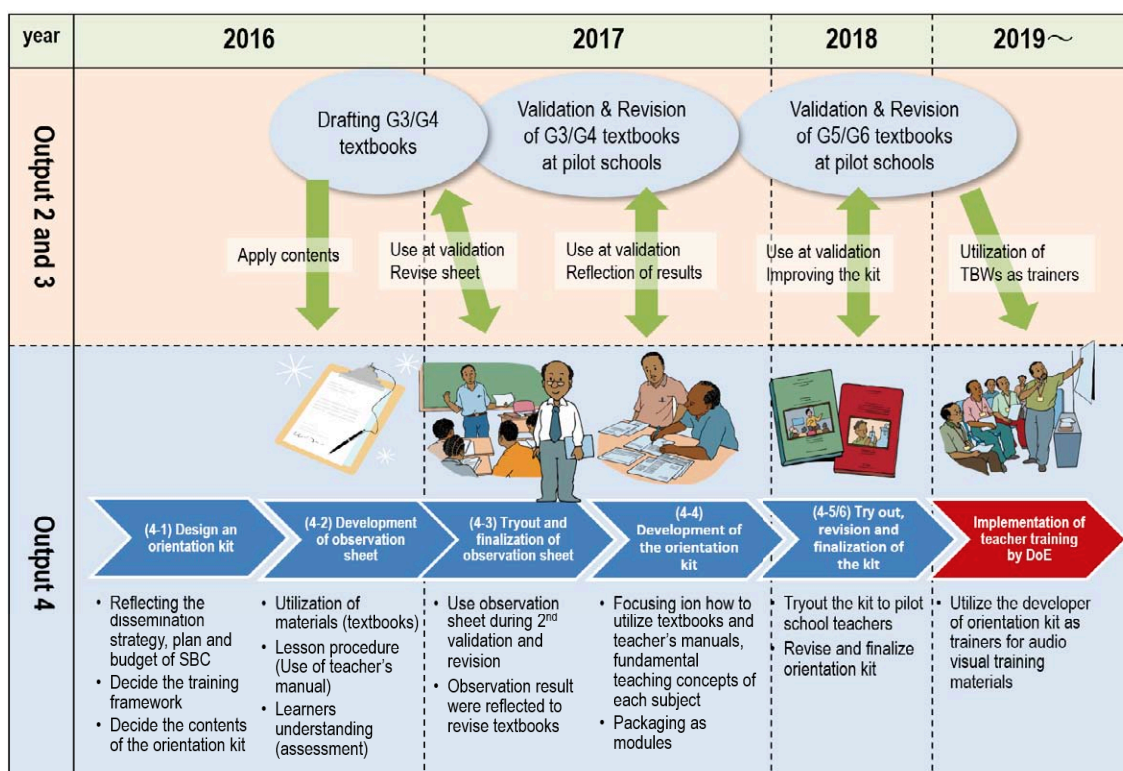 year
2016
2017
2018
2019～
Output 2 and 3
Drafting G3/G4
textbooks
Validation & Revision
of G3/G4 textbooks
at pilot schools
Validation & Revision
of G5/G6 textbooks
at pilot schools
Apply contents
Use at validation
Revise sheet
Use at validation
Reflection of results
Use at validation
Improving the kit
Utilization of
TBWs as trainers
Output 4
(4-1) Design an
orientation kit
(4-2) Development
of observation
sheet
(4-3) Tryout and
finalization of
observation sheet
(4-4)
Development of
the orientation
kit
(4-5/6) Try out,
revision and
finalization of
the kit
Implementation of
teacher training
by DoE
• Reflecting the
dissemination
strategy, plan and
budget of SBC
• Decide the training
framework
• Decide the contents
of the orientation kit
• Utilization of
materials (textbooks)
• Lesson procedure
(Use of teacher's
manual)
• Learners
understanding
(assessment)
• Use observation
sheet during 2nd
validation and
revision
• Observation result
were reflected to
revise textbooks
• Focusing ion how to
utilize textbooks and
teacher's manuals,
fundamental
teaching concepts of
each subject
• Packaging as
modules
• Tryout the kit to pilot
school teachers
• Revise and finalize
orientation kit
• Utilize the developer
of orientation kit as
trainers for audio
visual training
materials